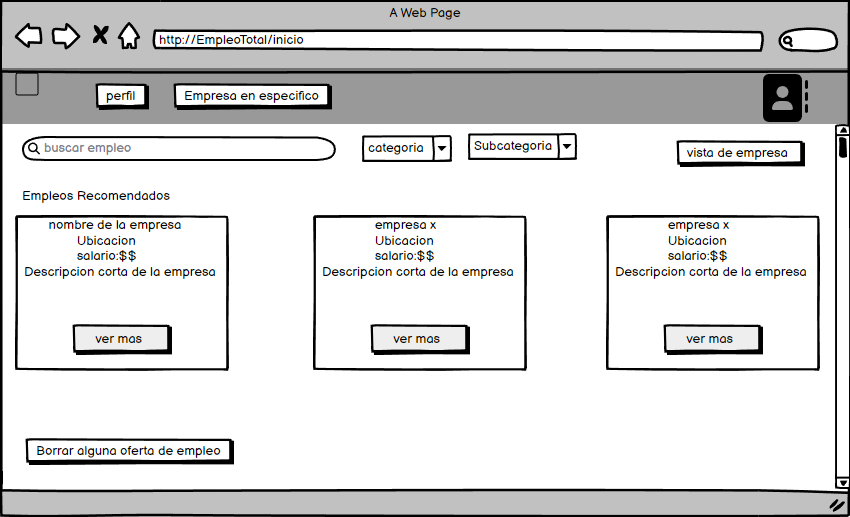 A Web Page
http://EmpleoTotal/inicio
perfil
Empresa en especifico
buscar empleo
categoria
Subcategoria
vista de empresa
Empleos Recomendados
nombre de la empresa
Ubicacion
salario:$$
Descripcion corta de la empresa
ver mas
empresa x
Ubicacion
salario:$$
Descripcion corta de la empresa
ver mas
empresa x
Ubicacion
salario:$$
Descripcion corta de la empresa
ver mas
Borrar alguna oferta de empleo